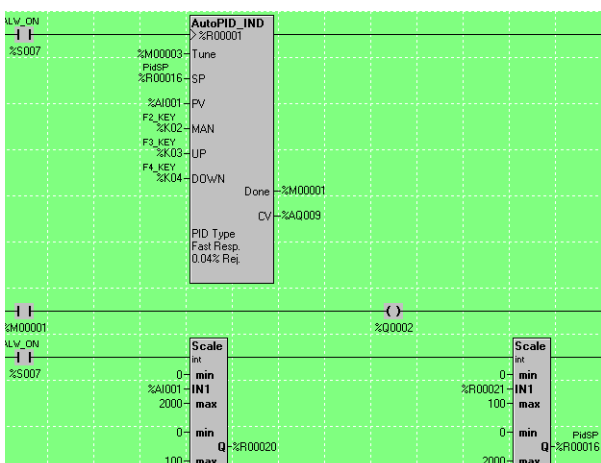 ALW_ON
%S007
AutoPID_IND
%R00001
%M00003 Tune
PidSP
%R00016 SP
%AI001 PV
F2_KEY
%K02 MAN
F3_KEY
%K03 UP
F4_KEY
%K04 DOWN
Done %M00001
CV %AQ009
PID Type
Fast Resp.
0.04% Rej.
%M00001
%Q0002
ALW_ON
%S007
Scale
int
0 min
%AI001 IN1
2000 max
0 min
Q %R00020
100 max
Scale
int
0 min
%R00021 IN1
100 max
0 min
PidSP
Q %R00016
2000 max